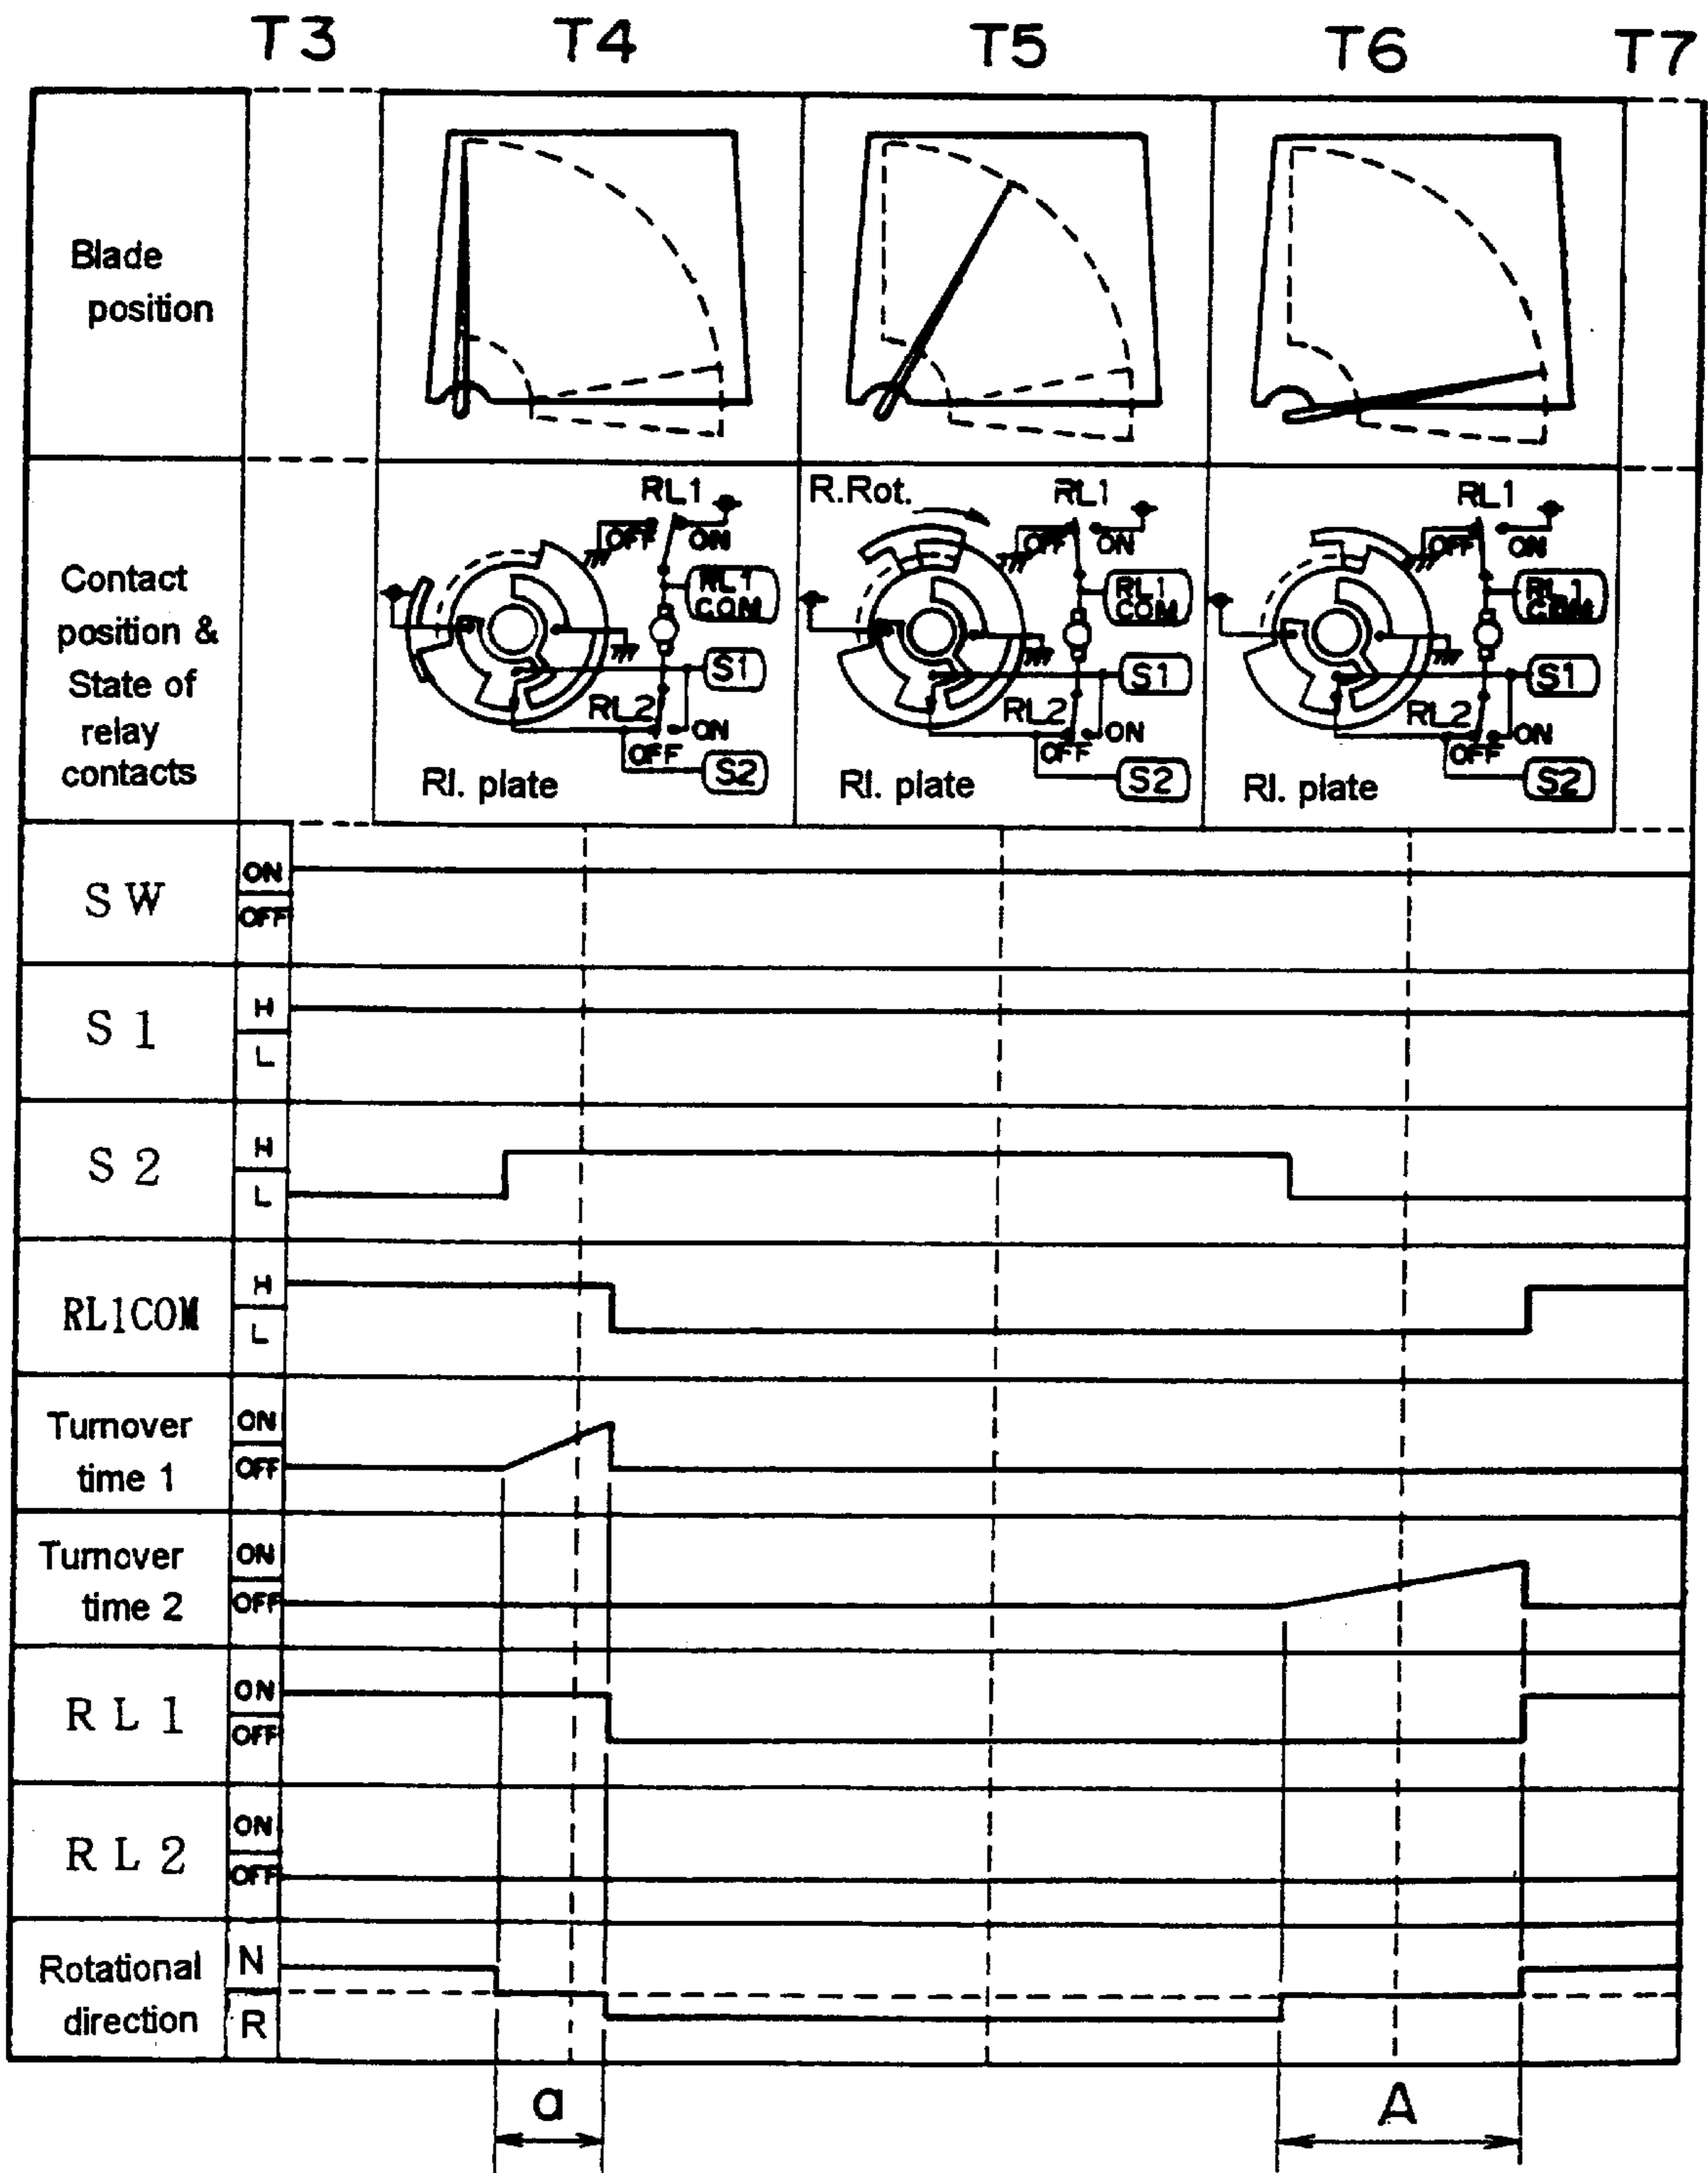 T3 T4 T5 T6 T7
Blade
position
Contact
position &
State of
relay
contacts
RL1
OFF ON
RL1
COM
S1
RL2
ON
OFF
S2
Rl. plate
R.Rot.
RL1
OFF ON
RL1
COM
S1
RL2
ON
OFF
S2
Rl. plate
RL1
OFF ON
RL1
COM
S1
RL2
ON
OFF
S2
Rl. plate
SW
ON
OFF
S1
H
L
S2
H
L
RL1COM
H
L
Turnover
time 1
ON
OFF
Turnover
time 2
ON
OFF
RL1
ON
OFF
RL2
ON
OFF
Rotational
direction
N
R
a A